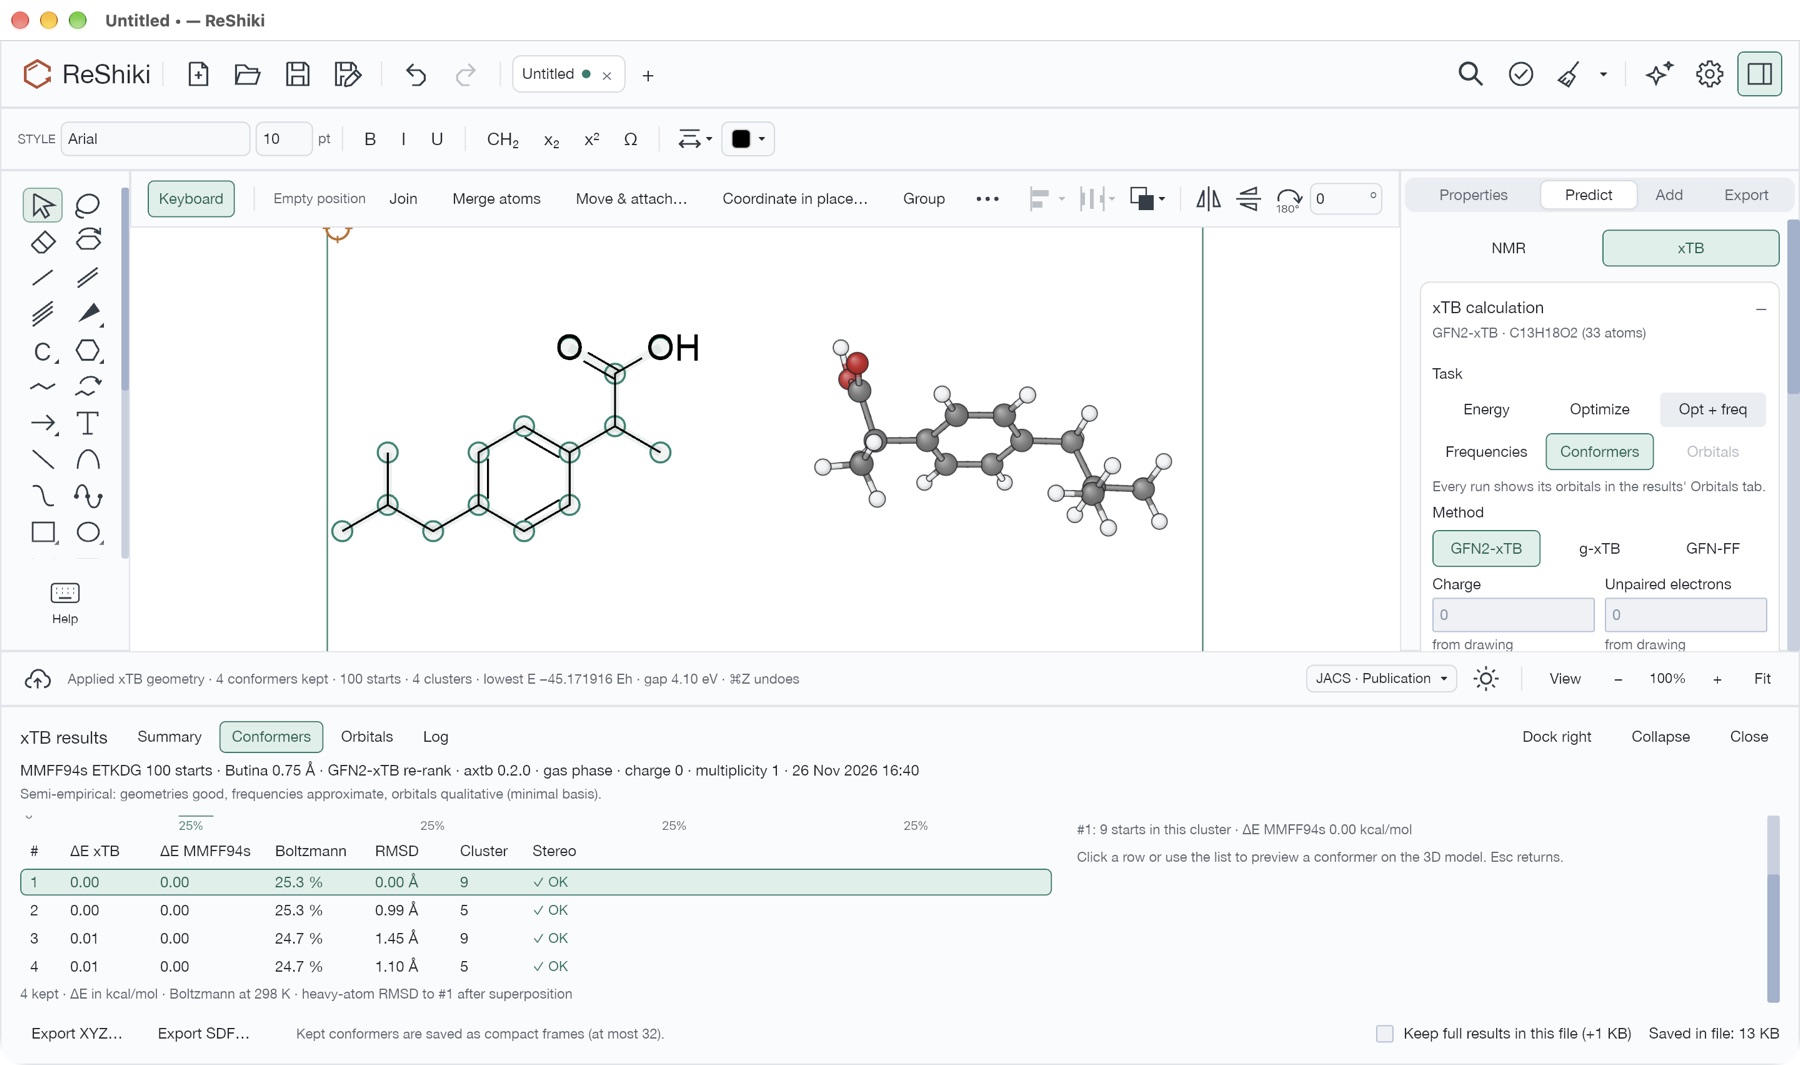 Untitled • — ReShiki
ReShiki
Untitled
STYLE Arial 10 pt B I U CH₂ x₂ x² Ω
Keyboard Empty position Join Merge atoms Move & attach... Coordinate in place... Group ••• 180° 0 °
Properties Predict Add Export
NMR xTB
xTB calculation
GFN2-xTB · C13H18O2 (33 atoms)
Task
Energy Optimize Opt + freq
Frequencies Conformers Orbitals
Every run shows its orbitals in the results' Orbitals tab.
Method
GFN2-xTB g-xTB GFN-FF
Charge Unpaired electrons
0 0
from drawing from drawing
C
T
Help
O OH
Applied xTB geometry · 4 conformers kept · 100 starts · 4 clusters · lowest E −45.171916 Eh · gap 4.10 eV · ⌘Z undoes
JACS · Publication View − 100% + Fit
xTB results Summary Conformers Orbitals Log Dock right Collapse Close
MMFF94s ETKDG 100 starts · Butina 0.75 Å · GFN2-xTB re-rank · axtb 0.2.0 · gas phase · charge 0 · multiplicity 1 · 26 Nov 2026 16:40
Semi-empirical: geometries good, frequencies approximate, orbitals qualitative (minimal basis).
25% 25% 25% 25%
# ΔE xTB ΔE MMFF94s Boltzmann RMSD Cluster Stereo
1 0.00 0.00 25.3 % 0.00 Å 9 ✓ OK
2 0.00 0.00 25.3 % 0.99 Å 5 ✓ OK
3 0.01 0.00 24.7 % 1.45 Å 9 ✓ OK
4 0.01 0.00 24.7 % 1.10 Å 5 ✓ OK
4 kept · ΔE in kcal/mol · Boltzmann at 298 K · heavy-atom RMSD to #1 after superposition
#1: 9 starts in this cluster · ΔE MMFF94s 0.00 kcal/mol
Click a row or use the list to preview a conformer on the 3D model. Esc returns.
Export XYZ... Export SDF... Kept conformers are saved as compact frames (at most 32).
Keep full results in this file (+1 KB) Saved in file: 13 KB